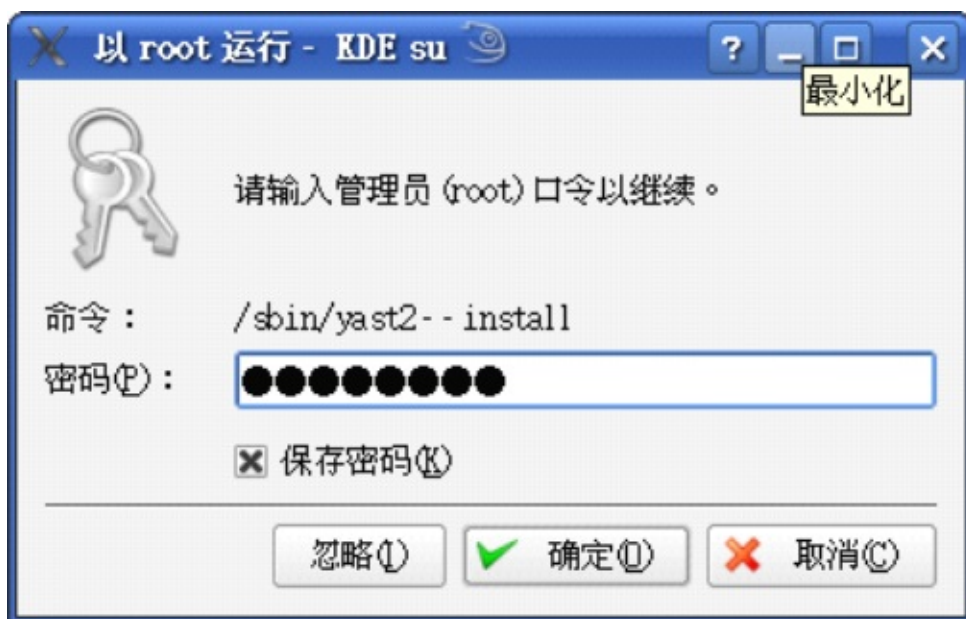 以 root 运行 - KDE su
?
最小化
请输入管理员 (root) 口令以继续。
命令： /sbin/yast2-- install
密码(P)： ●●●●●●●●
保存密码(K)
忽略(I) 确定(O) 取消(C)